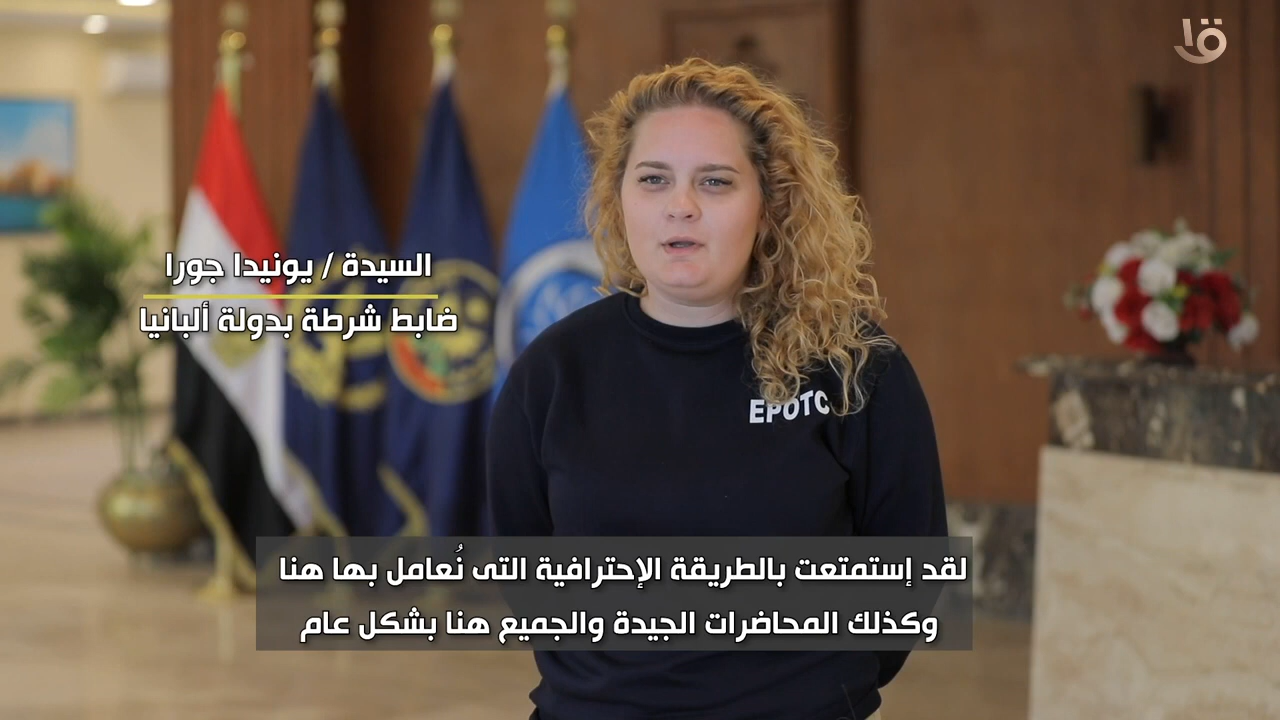 السيدة / يونيدا جورا
ضابط شرطة بدولة ألبانيا
EPOTC
لقد إستمتعت بالطريقة الإحترافية التى نُعامل بها هنا
وكذلك المحاضرات الجيدة والجميع هنا بشكل عام